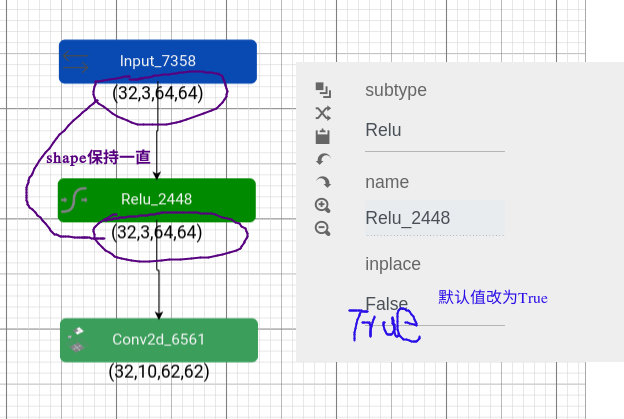 Input_7358
(32,3,64,64)
shape保持一直
Relu_2448
(32,3,64,64)
Conv2d_6561
(32,10,62,62)
subtype
Relu
name
Relu_2448
inplace
False
默认值改为True
True